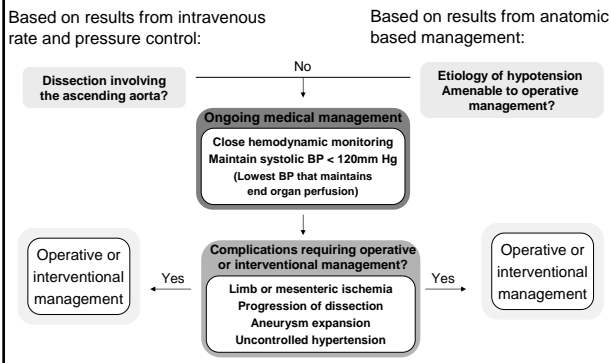 Based on results from intravenous
rate and pressure control:
Based on results from anatomic
based management:
Dissection involving
the ascending aorta?
No
Etiology of hypotension
Amenable to operative
management?
Ongoing medical management
Close hemodynamic monitoring
Maintain systolic BP < 120mm Hg
(Lowest BP that maintains
end organ perfusion)
Complications requiring operative
or interventional management?
Limb or mesenteric ischemia
Progression of dissection
Aneurysm expansion
Uncontrolled hypertension
Yes
Operative or
interventional
management
Yes
Operative or
interventional
management